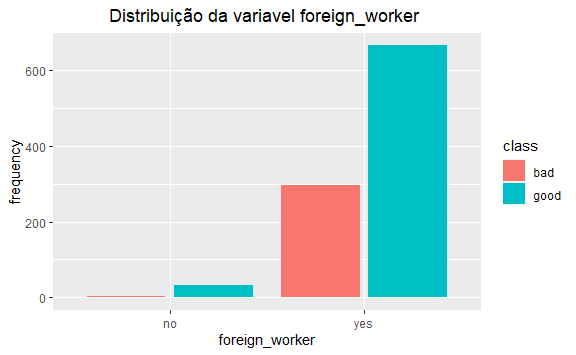 Distribuição da variavel foreign_worker
frequency
600
400
200
0
no
yes
foreign_worker
class
bad
good